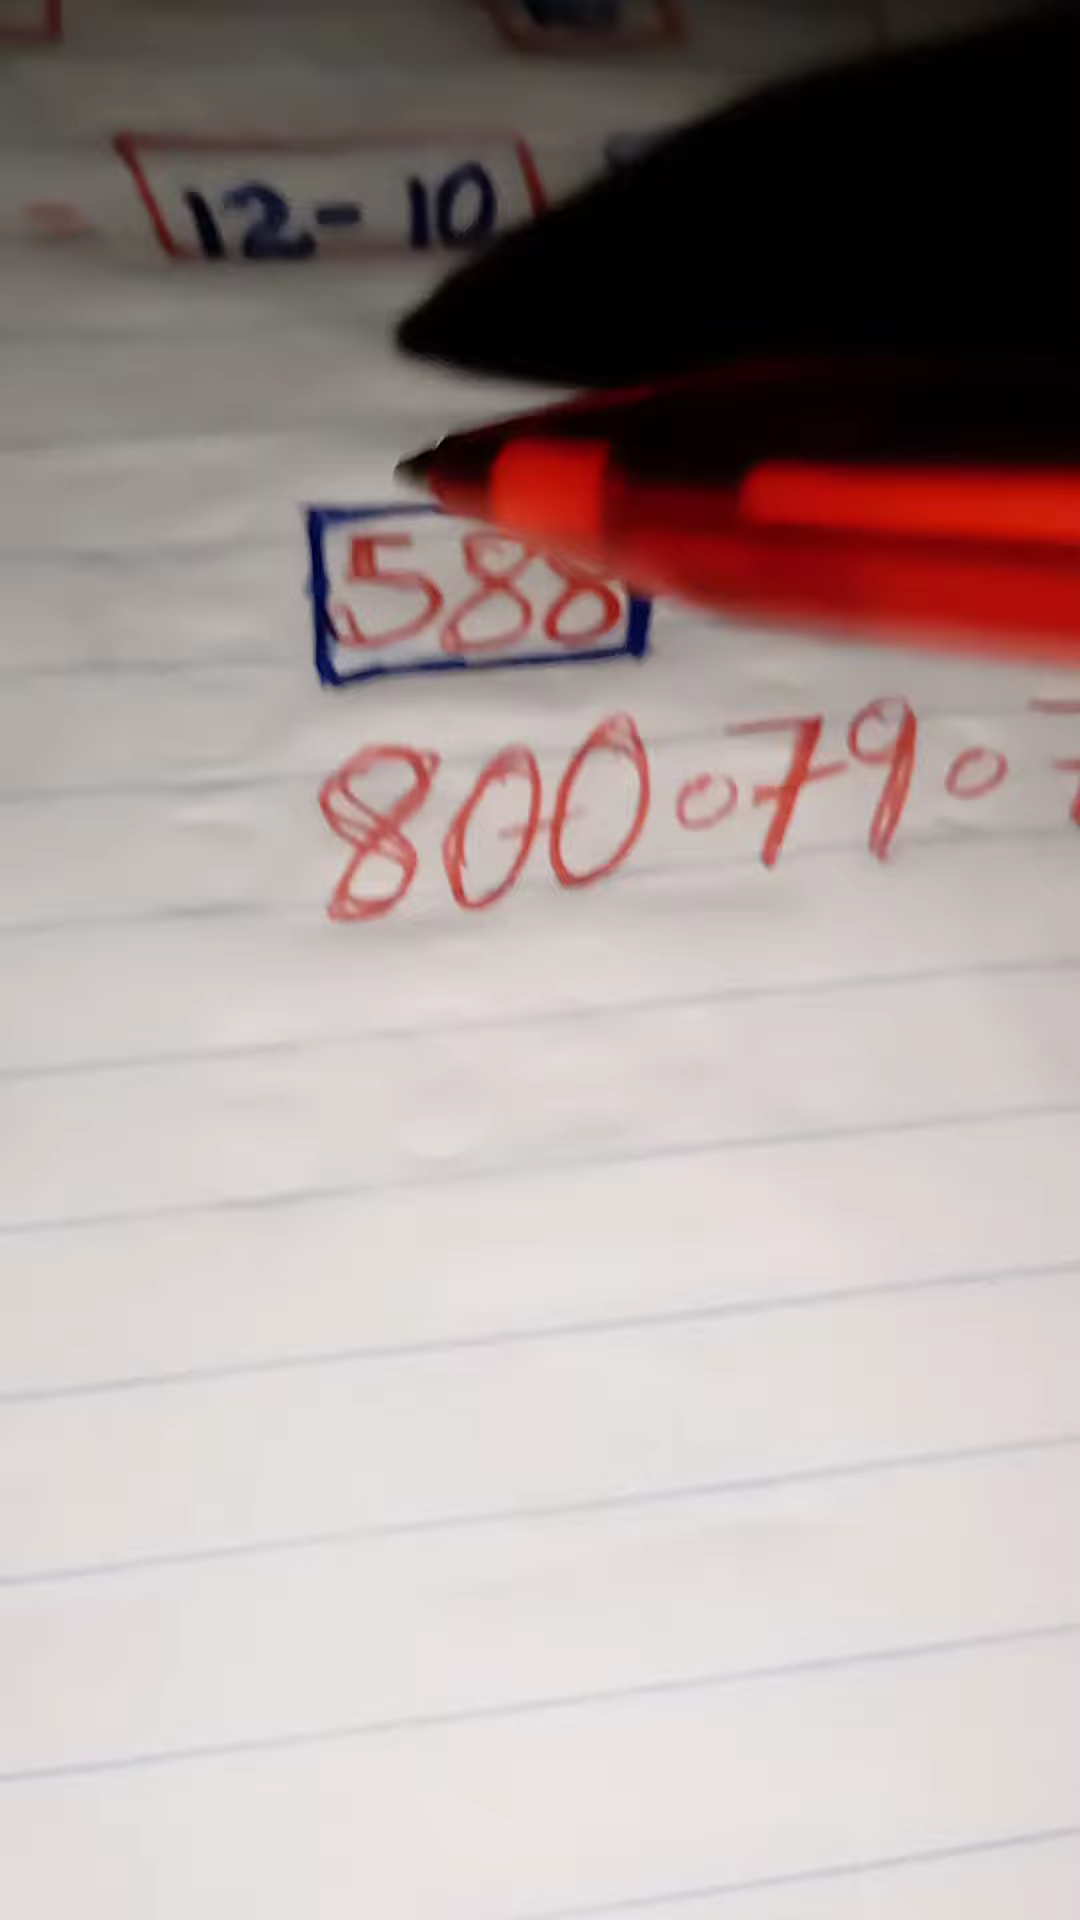 = 12 - 10
588
800.79.